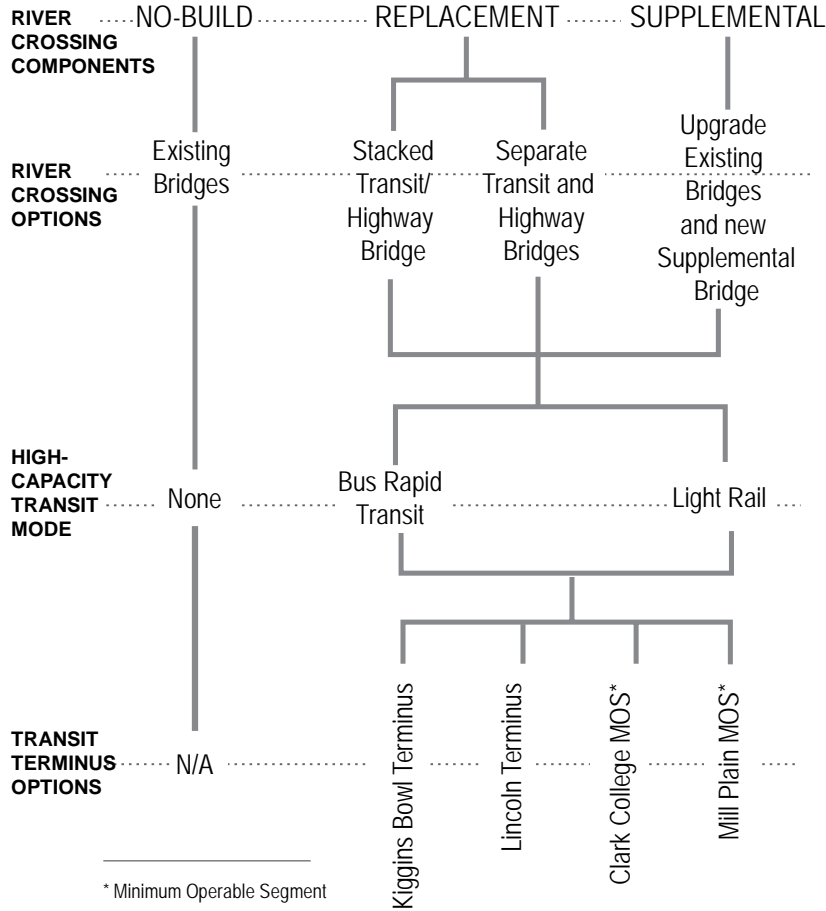 RIVER
CROSSING
COMPONENTS
NO-BUILD
REPLACEMENT
SUPPLEMENTAL
RIVER
CROSSING
OPTIONS
Existing
Bridges
Stacked
Transit/
Highway
Bridge
Separate
Transit and
Highway
Bridges
Upgrade
Existing
Bridges
and new
Supplemental
Bridge
HIGH-
CAPACITY
TRANSIT
MODE
None
Bus Rapid
Transit
Light Rail
TRANSIT
TERMINUS
OPTIONS
N/A
Kiggins Bowl Terminus
Lincoln Terminus
Clark College MOS*
Mill Plain MOS*
* Minimum Operable Segment